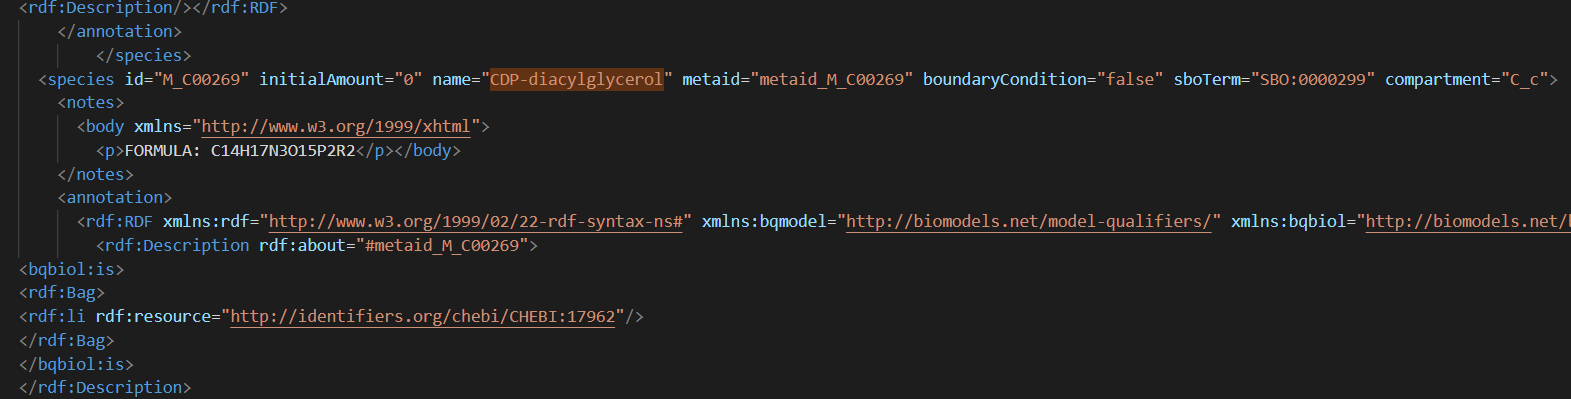 <rdf:Description/></rdf:RDF>
</annotation>
</species>
<species id="M_C00269" initialAmount="0" name="CDP-diacylglycerol" metaid="metaid_M_C00269" boundaryCondition="false" sboTerm="SBO:0000299" compartment="C_c">
<notes>
<body xmlns="http://www.w3.org/1999/xhtml">
<p>FORMULA: C14H17N3O15P2R2</p></body>
</notes>
<annotation>
<rdf:RDF xmlns:rdf="http://www.w3.org/1999/02/22-rdf-syntax-ns#" xmlns:bqmodel="http://biomodels.net/model-qualifiers/" xmlns:bqbiol="http://biomodels.net/
<rdf:Description rdf:about="#metaid_M_C00269">
<bqbiol:is>
<rdf:Bag>
<rdf:li rdf:resource="http://identifiers.org/chebi/CHEBI:17962"/>
</rdf:Bag>
</bqbiol:is>
</rdf:Description>